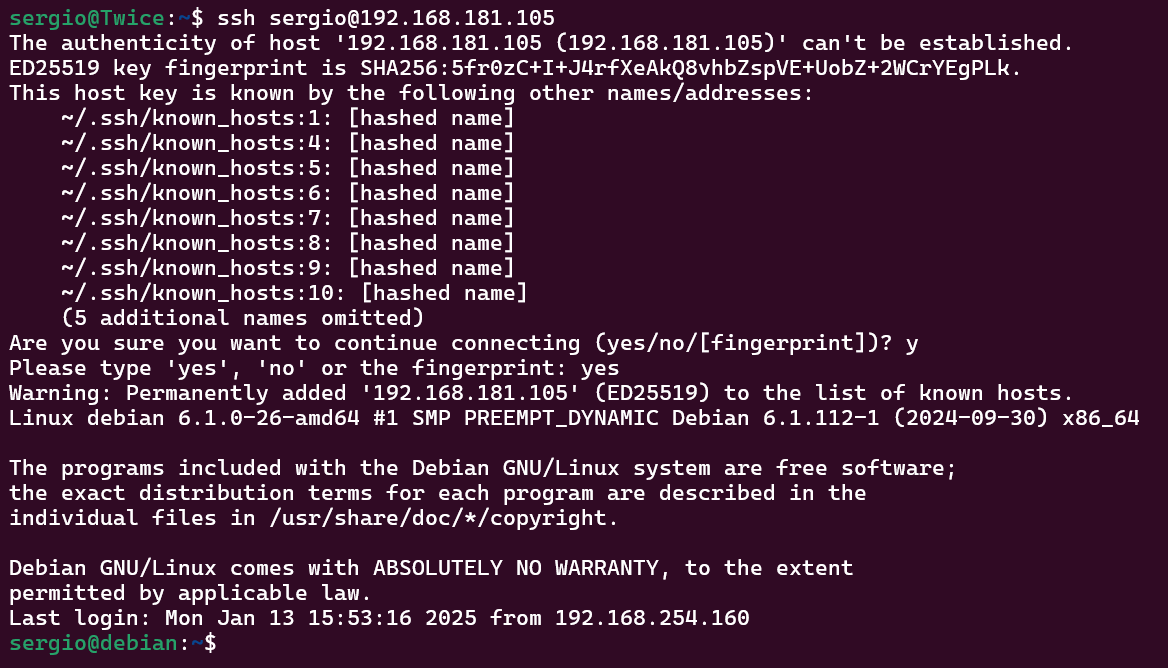 sergio@Twice:~$ ssh sergio@192.168.181.105
The authenticity of host '192.168.181.105 (192.168.181.105)' can't be established.
ED25519 key fingerprint is SHA256:5fr0zC+I+J4rfXeAkQ8vhbZspVE+UobZ+2WCrYEgPLk.
This host key is known by the following other names/addresses:
    ~/.ssh/known_hosts:1: [hashed name]
    ~/.ssh/known_hosts:4: [hashed name]
    ~/.ssh/known_hosts:5: [hashed name]
    ~/.ssh/known_hosts:6: [hashed name]
    ~/.ssh/known_hosts:7: [hashed name]
    ~/.ssh/known_hosts:8: [hashed name]
    ~/.ssh/known_hosts:9: [hashed name]
    ~/.ssh/known_hosts:10: [hashed name]
    (5 additional names omitted)
Are you sure you want to continue connecting (yes/no/[fingerprint])? y
Please type 'yes', 'no' or the fingerprint: yes
Warning: Permanently added '192.168.181.105' (ED25519) to the list of known hosts.
Linux debian 6.1.0-26-amd64 #1 SMP PREEMPT_DYNAMIC Debian 6.1.112-1 (2024-09-30) x86_64

The programs included with the Debian GNU/Linux system are free software;
the exact distribution terms for each program are described in the
individual files in /usr/share/doc/*/copyright.

Debian GNU/Linux comes with ABSOLUTELY NO WARRANTY, to the extent
permitted by applicable law.
Last login: Mon Jan 13 15:53:16 2025 from 192.168.254.160
sergio@debian:~$